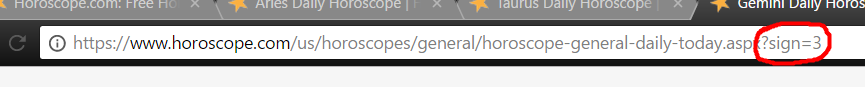 Horoscope.com: Free Ho
Aries Daily Horoscope |
Taurus Daily Horoscope |
Gemini Daily Horos
https://www.horoscope.com/us/horoscopes/general/horoscope-general-daily-today.aspx?sign=3